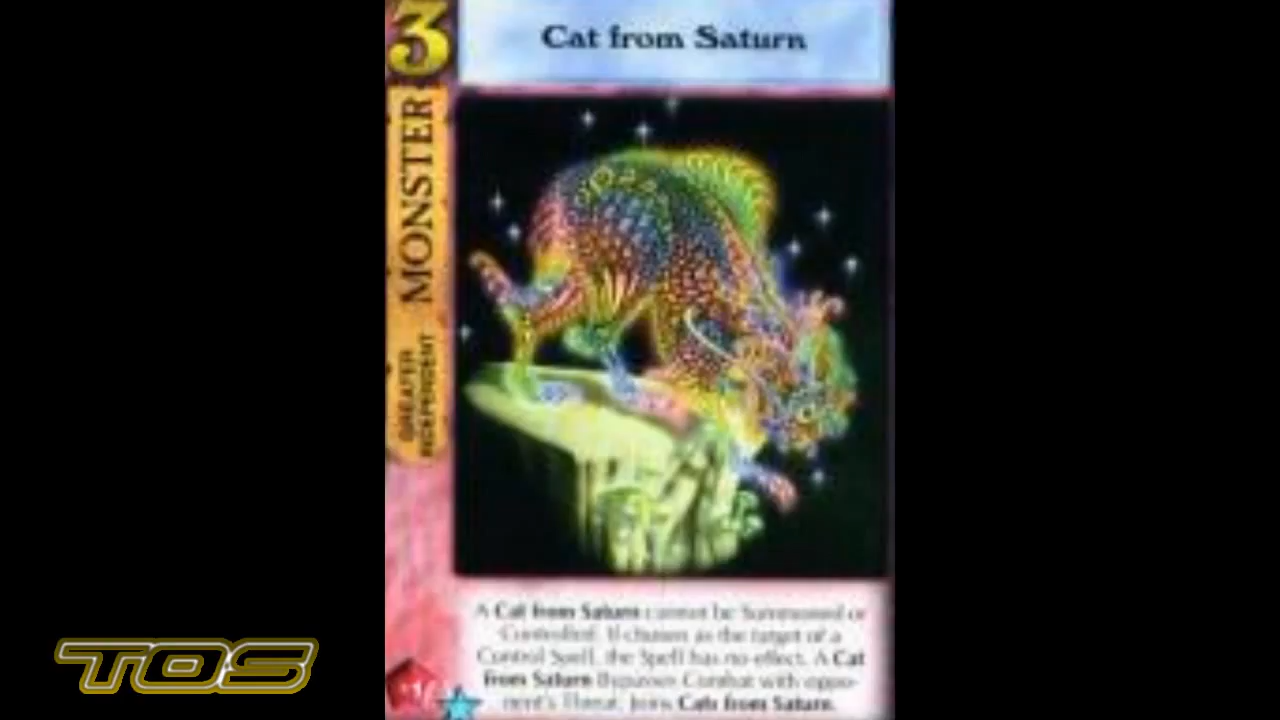 3
Cat from Saturn
MONSTER
GREATER
INDEPENDENT
A Cat from Saturn cannot be Summoned or
Controlled. If chosen as the target of a
Control Spell, the Spell has no effect. A Cat
from Saturn Bypasses Combat with oppo-
nent's Threat. Joins Cats from Saturn.
TOS